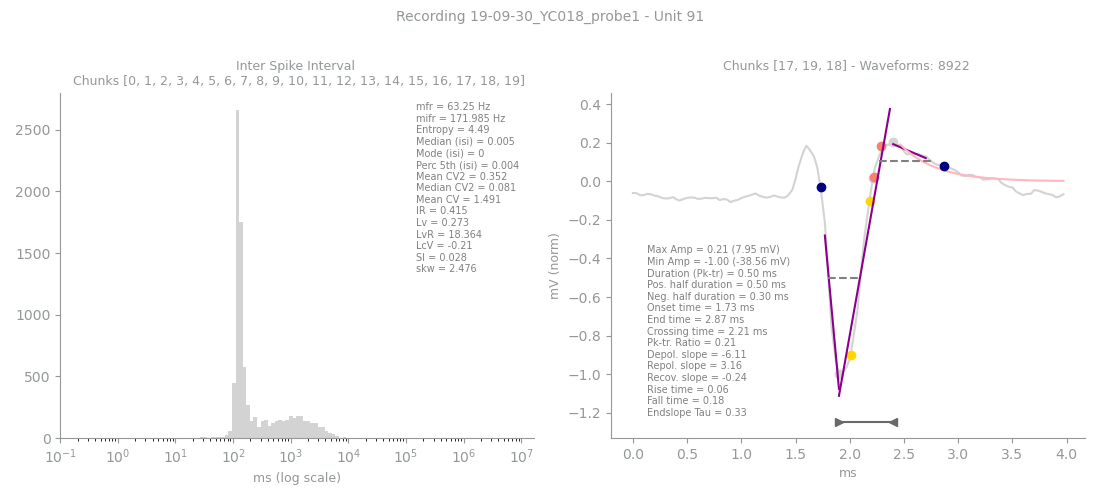 Recording 19-09-30_YC018_probe1 - Unit 91
Inter Spike Interval
Chunks [0, 1, 2, 3, 4, 5, 6, 7, 8, 9, 10, 11, 12, 13, 14, 15, 16, 17, 18, 19]
mfr = 63.25 Hz
mifr = 171.985 Hz
Entropy = 4.49
Median (isi) = 0.005
Mode (isi) = 0
Perc 5th (isi) = 0.004
Mean CV2 = 0.352
Median CV2 = 0.081
Mean CV = 1.491
IR = 0.415
Lv = 0.273
LvR = 18.364
LcV = -0.21
SI = 0.028
skw = 2.476
2500
2000
1500
1000
500
0
10⁻¹ 10⁰ 10¹ 10² 10³ 10⁴ 10⁵ 10⁶ 10⁷
ms (log scale)
Chunks [17, 19, 18] - Waveforms: 8922
mV (norm)
0.4
0.2
0.0
−0.2
−0.4
−0.6
−0.8
−1.0
−1.2
Max Amp = 0.21 (7.95 mV)
Min Amp = -1.00 (-38.56 mV)
Duration (Pk-tr) = 0.50 ms
Pos. half duration = 0.50 ms
Neg. half duration = 0.30 ms
Onset time = 1.73 ms
End time = 2.87 ms
Crossing time = 2.21 ms
Pk-tr. Ratio = 0.21
Depol. slope = -6.11
Repol. slope = 3.16
Recov. slope = -0.24
Rise time = 0.06
Fall time = 0.18
Endslope Tau = 0.33
0.0 0.5 1.0 1.5 2.0 2.5 3.0 3.5 4.0
ms